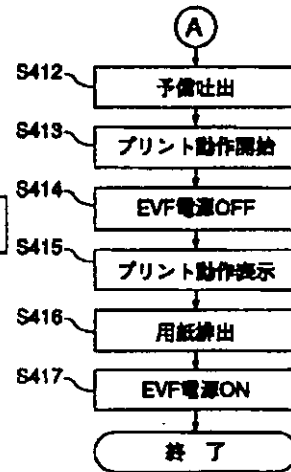 A
S412
予備吐出
S413
プリント動作開始
S414
EVF電源OFF
S415
プリント動作表示
S416
用紙排出
S417
EVF電源ON
終 了